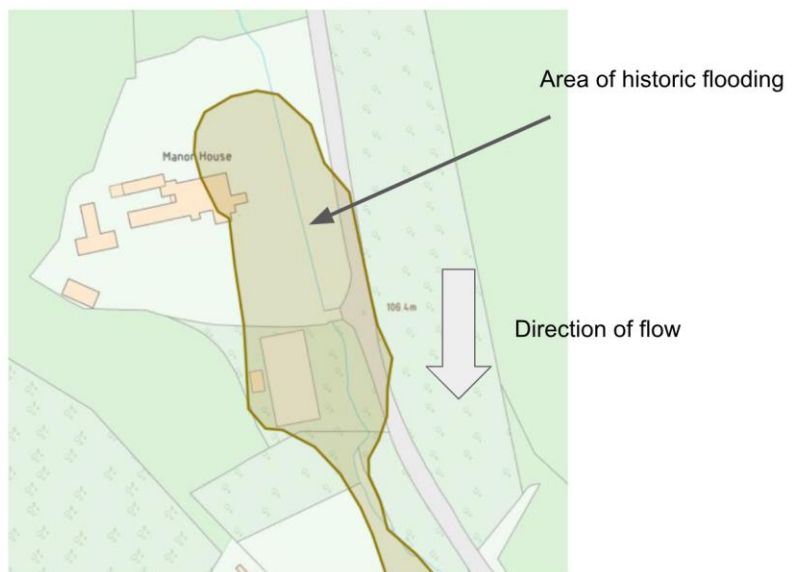 Area of historic flooding
Manor House
106.4m
Direction of flow